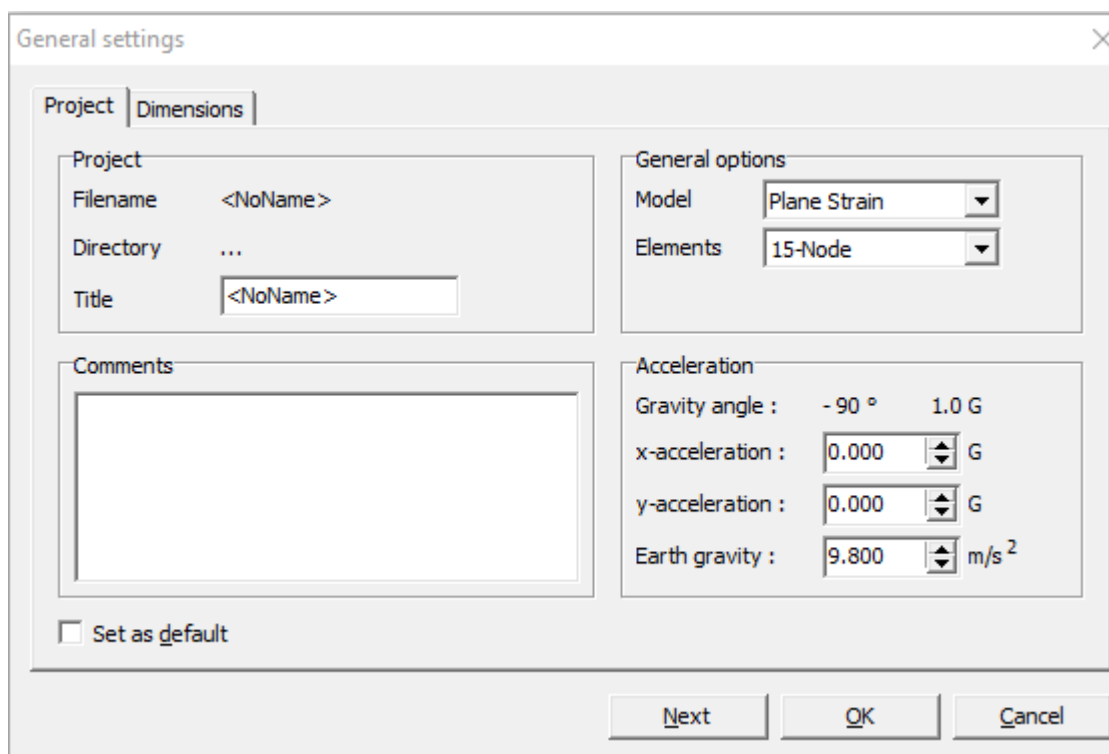 General settings
Project Dimensions
Project
Filename <NoName>
Directory ...
Title <NoName>
General options
Model Plane Strain
Elements 15-Node
Comments
Acceleration
Gravity angle : - 90 ° 1.0 G
x-acceleration : 0.000 G
y-acceleration : 0.000 G
Earth gravity : 9.800 m/s 2
Set as default
Next OK Cancel